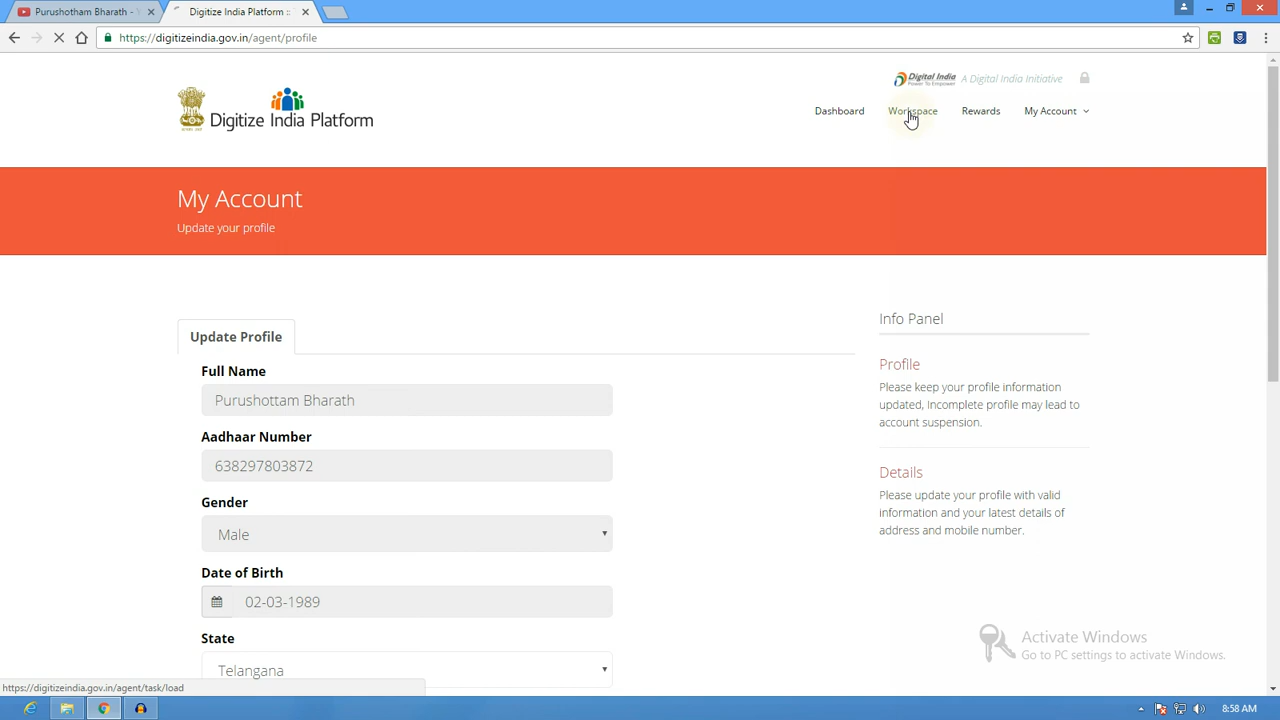 Purushotham Bharath -
Digitize India Platform ::
https://digitizeindia.gov.in/agent/profile
Digital India
Power To Empower
A Digital India Initiative
Digitize India Platform
Dashboard
Workspace
Rewards
My Account
My Account
Update your profile
Update Profile
Full Name
Purushottam Bharath
Aadhaar Number
638297803872
Gender
Male
Date of Birth
02-03-1989
State
Telangana
Info Panel
Profile
Please keep your profile information
updated, Incomplete profile may lead to
account suspension.
Details
Please update your profile with valid
information and your latest details of
address and mobile number.
Activate Windows
Go to PC settings to activate Windows.
https://digitizeindia.gov.in/agent/task/load
8:58 AM